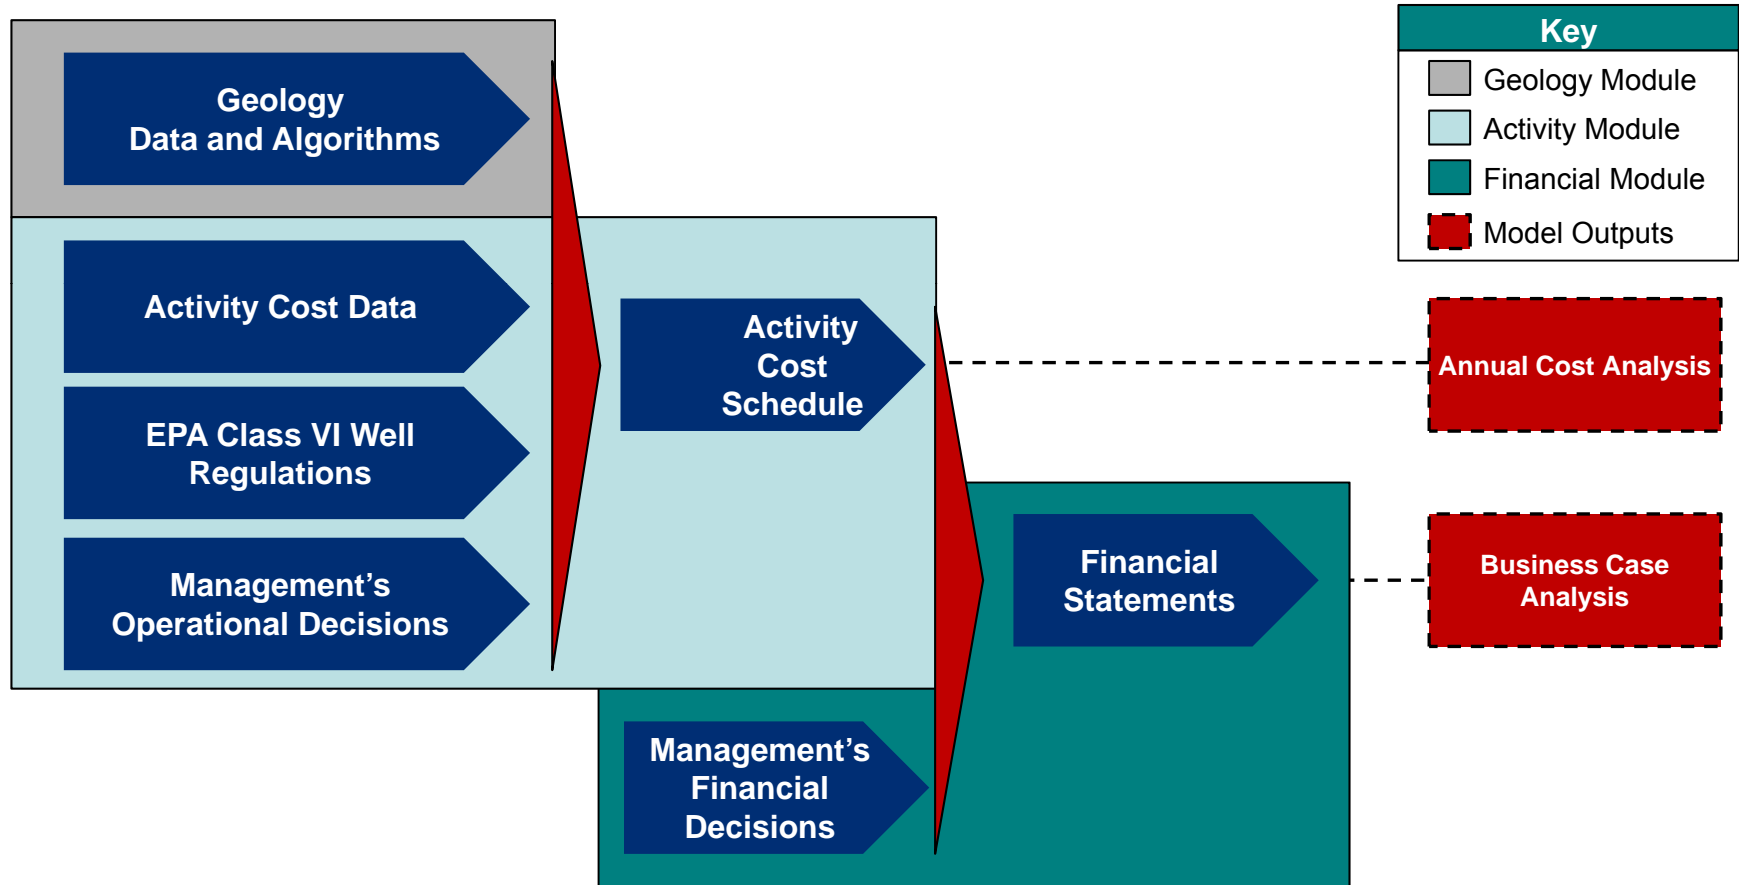 Geology
Data and Algorithms
Activity Cost Data
EPA Class VI Well
Regulations
Management’s
Operational Decisions
Activity
Cost
Schedule
Management’s
Financial
Decisions
Financial
Statements
Key
Geology Module
Activity Module
Financial Module
Model Outputs
Annual Cost Analysis
Business Case
Analysis